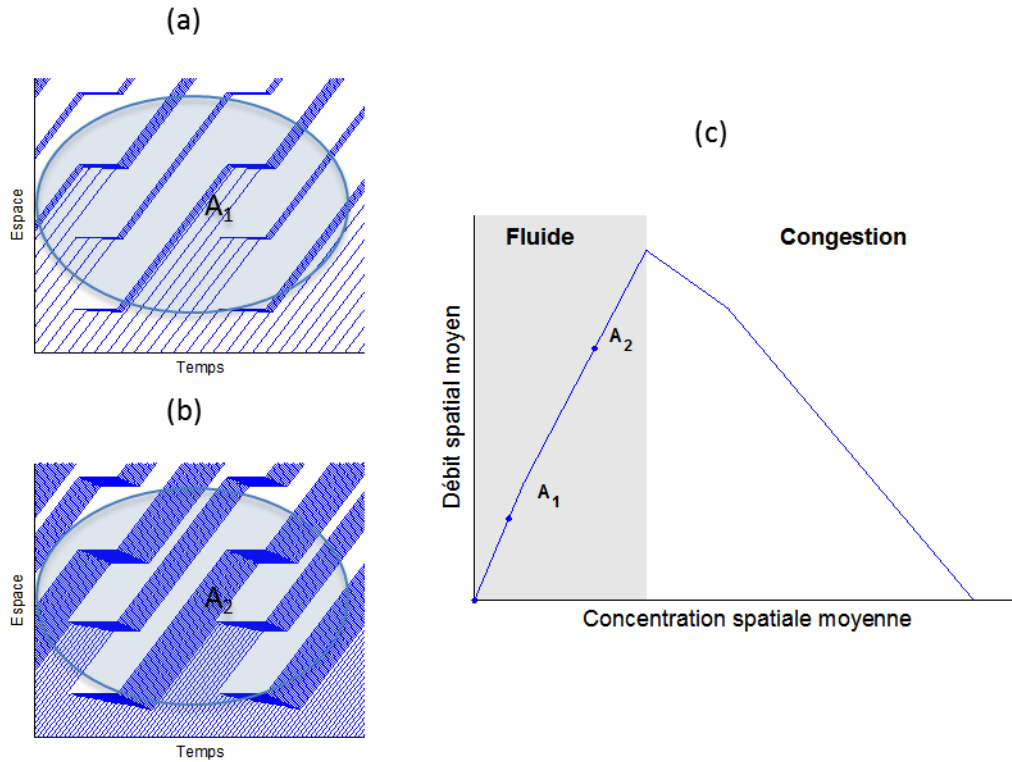 (a)
Espace
A₁
Temps
(b)
Espace
A₂
Temps
(c)
Fluide
Congestion
Débit spatial moyen
A₂
A₁
Concentration spatiale moyenne